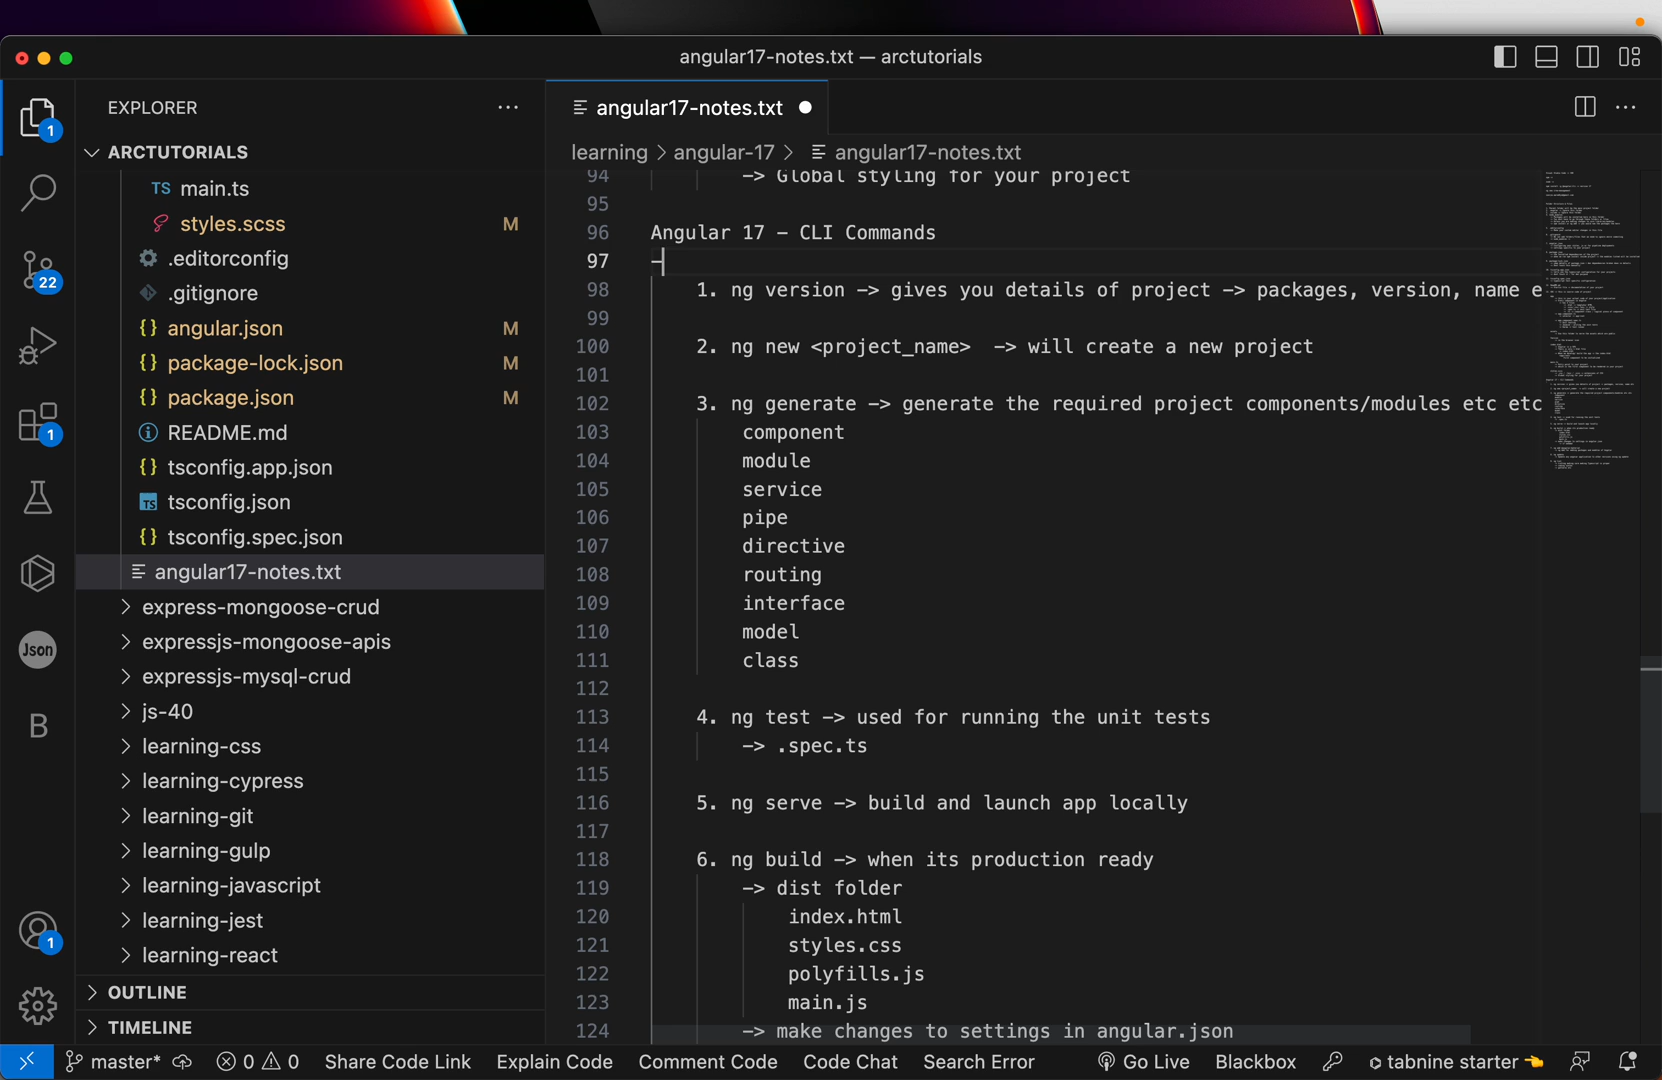 angular17-notes.txt — arctutorials
EXPLORER
ARCTUTORIALS
TS main.ts
styles.scss M
.editorconfig
.gitignore
{} angular.json M
{} package-lock.json M
{} package.json M
README.md
{} tsconfig.app.json
TS tsconfig.json
{} tsconfig.spec.json
angular17-notes.txt
express-mongoose-crud
expressjs-mongoose-apis
expressjs-mysql-crud
js-40
learning-css
learning-cypress
learning-git
learning-gulp
learning-javascript
learning-jest
learning-react
OUTLINE
TIMELINE
1
22
1
Json
B
1
angular17-notes.txt
learning > angular-17 > angular17-notes.txt
94 -> Global styling for your project
95
96 Angular 17 - CLI Commands
97 -
98 1. ng version -> gives you details of project -> packages, version, name e
99
100 2. ng new <project_name> -> will create a new project
101
102 3. ng generate -> generate the required project components/modules etc etc
103 component
104 module
105 service
106 pipe
107 directive
108 routing
109 interface
110 model
111 class
112
113 4. ng test -> used for running the unit tests
114 -> .spec.ts
115
116 5. ng serve -> build and launch app locally
117
118 6. ng build -> when its production ready
119 -> dist folder
120 index.html
121 styles.css
122 polyfills.js
123 main.js
124 -> make changes to settings in angular.json
master* 0 0 Share Code Link Explain Code Comment Code Code Chat Search Error Go Live Blackbox tabnine starter